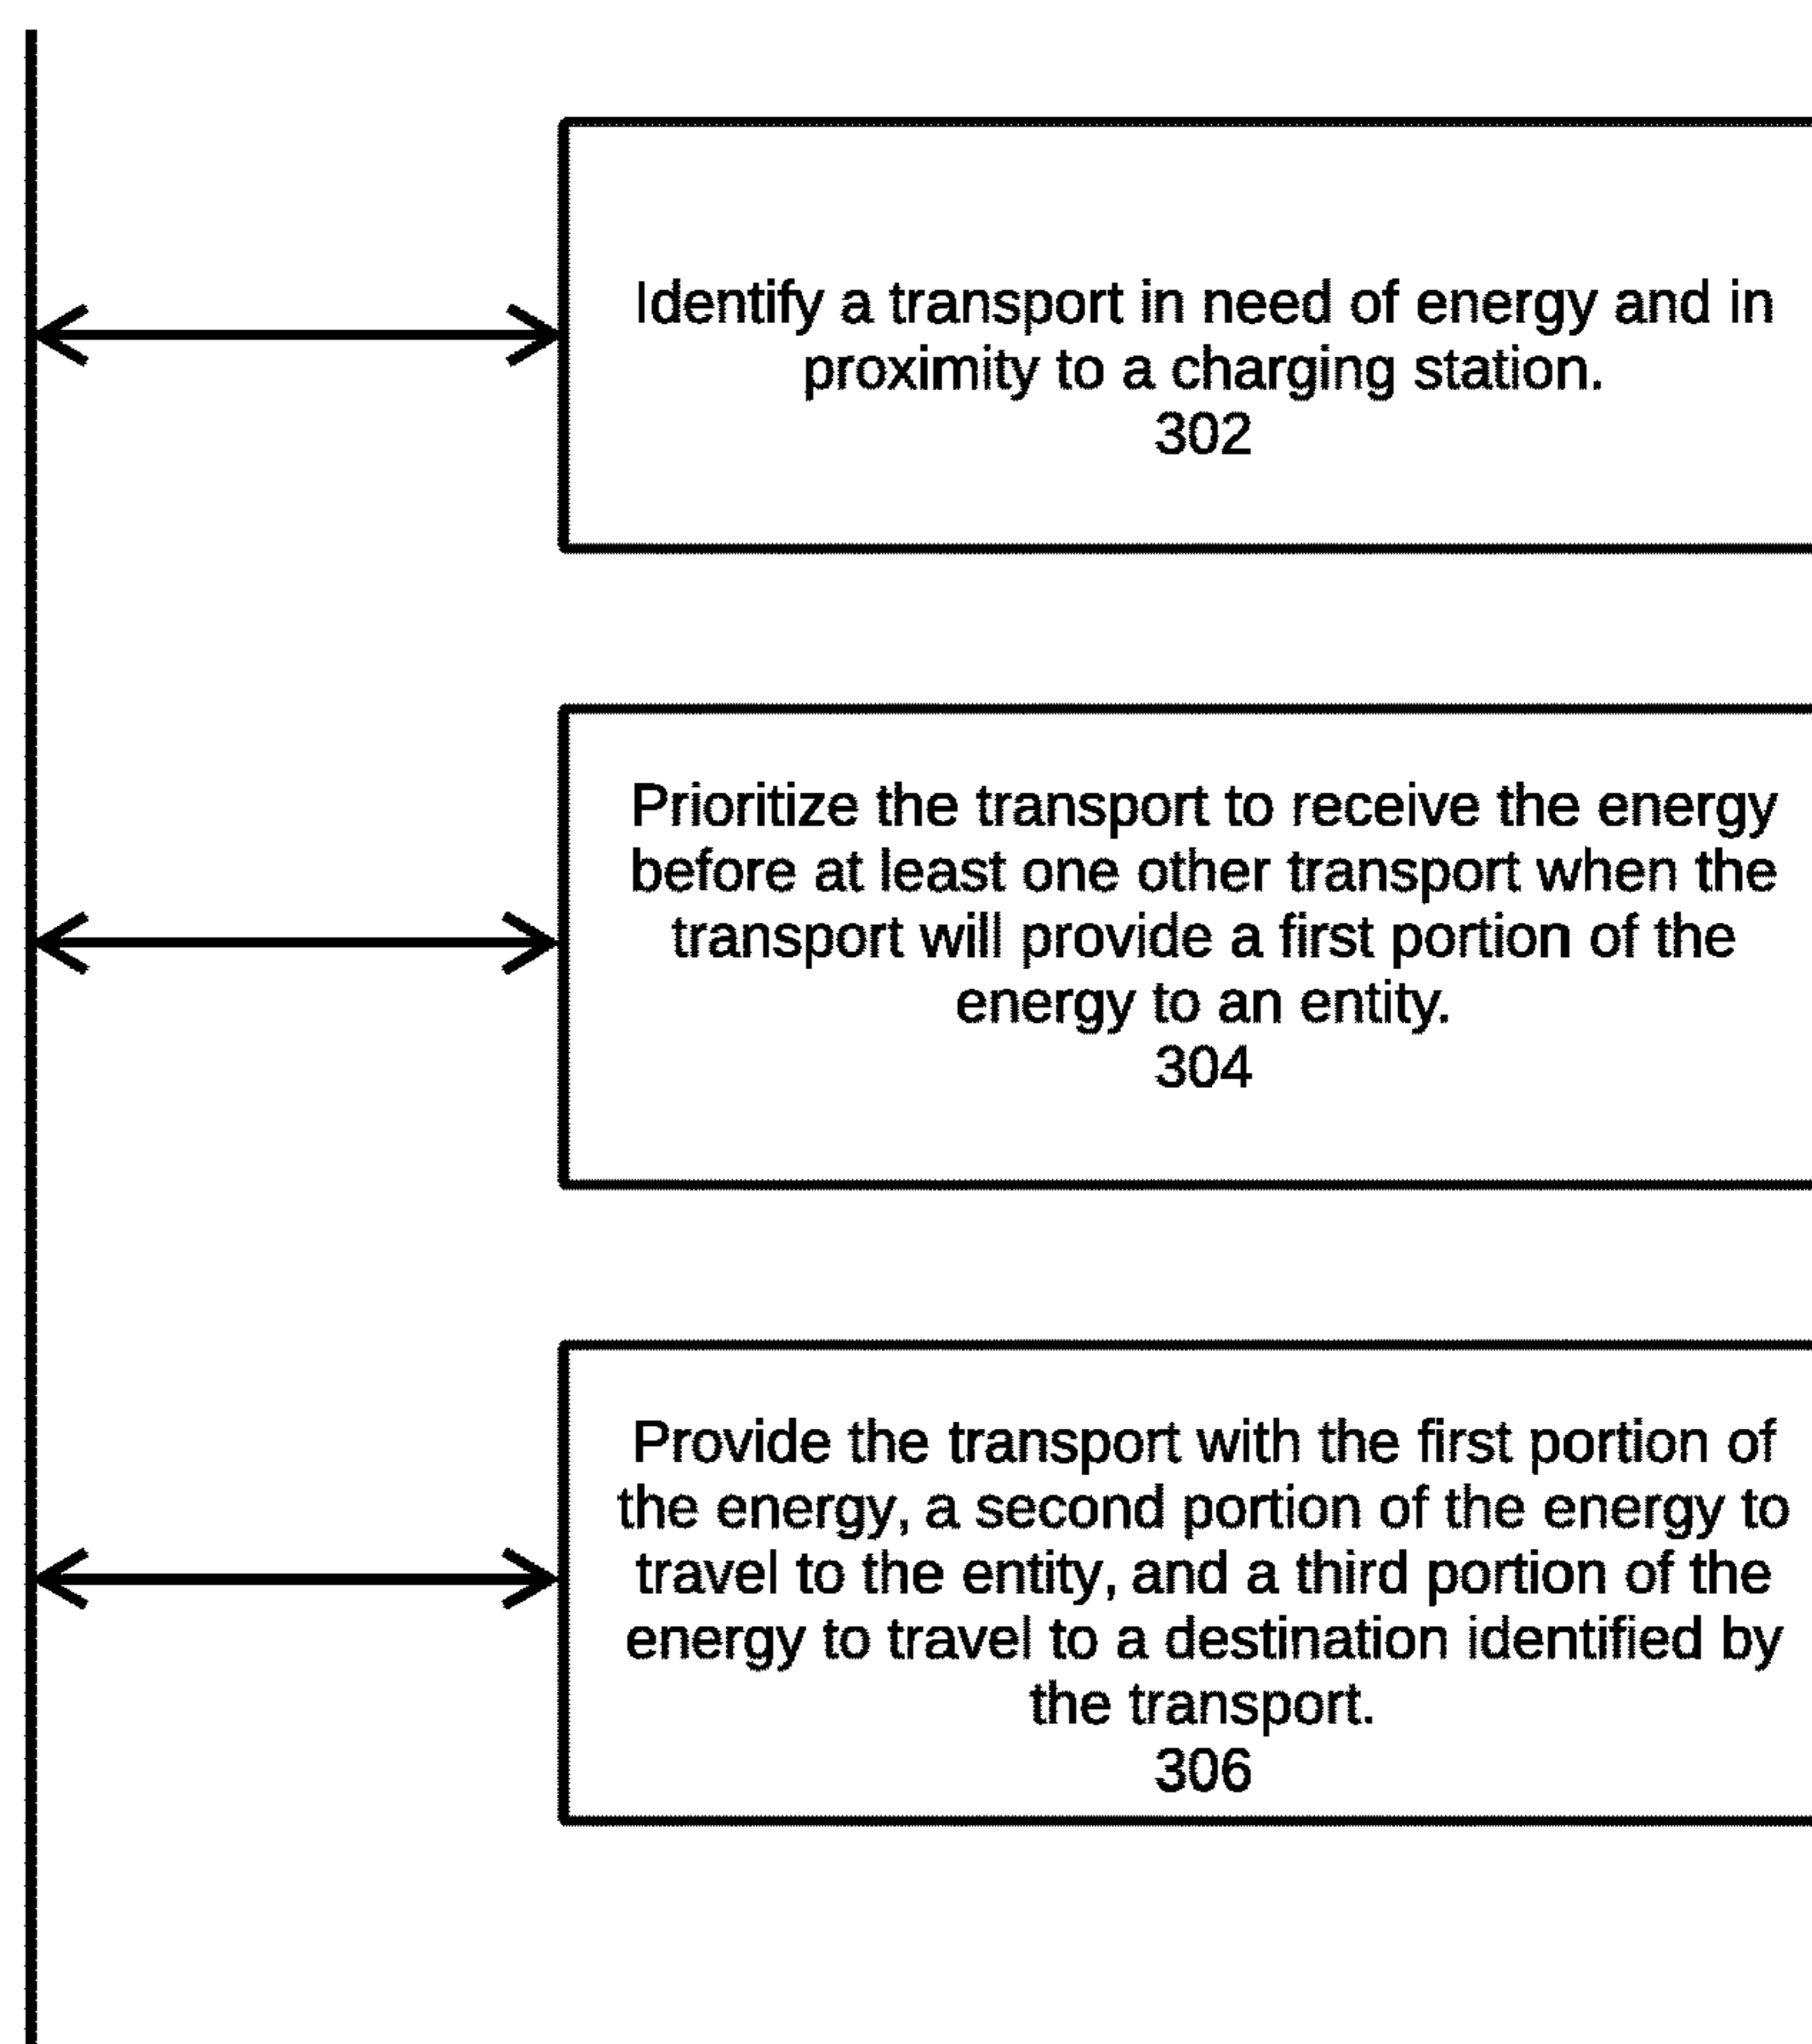 Identify a transport in need of energy and in
proximity to a charging station.
302
Prioritize the transport to receive the energy
before at least one other transport when the
transport will provide a first portion of the
energy to an entity.
304
Provide the transport with the first portion of
the energy, a second portion of the energy to
travel to the entity, and a third portion of the
energy to travel to a destination identified by
the transport.
306